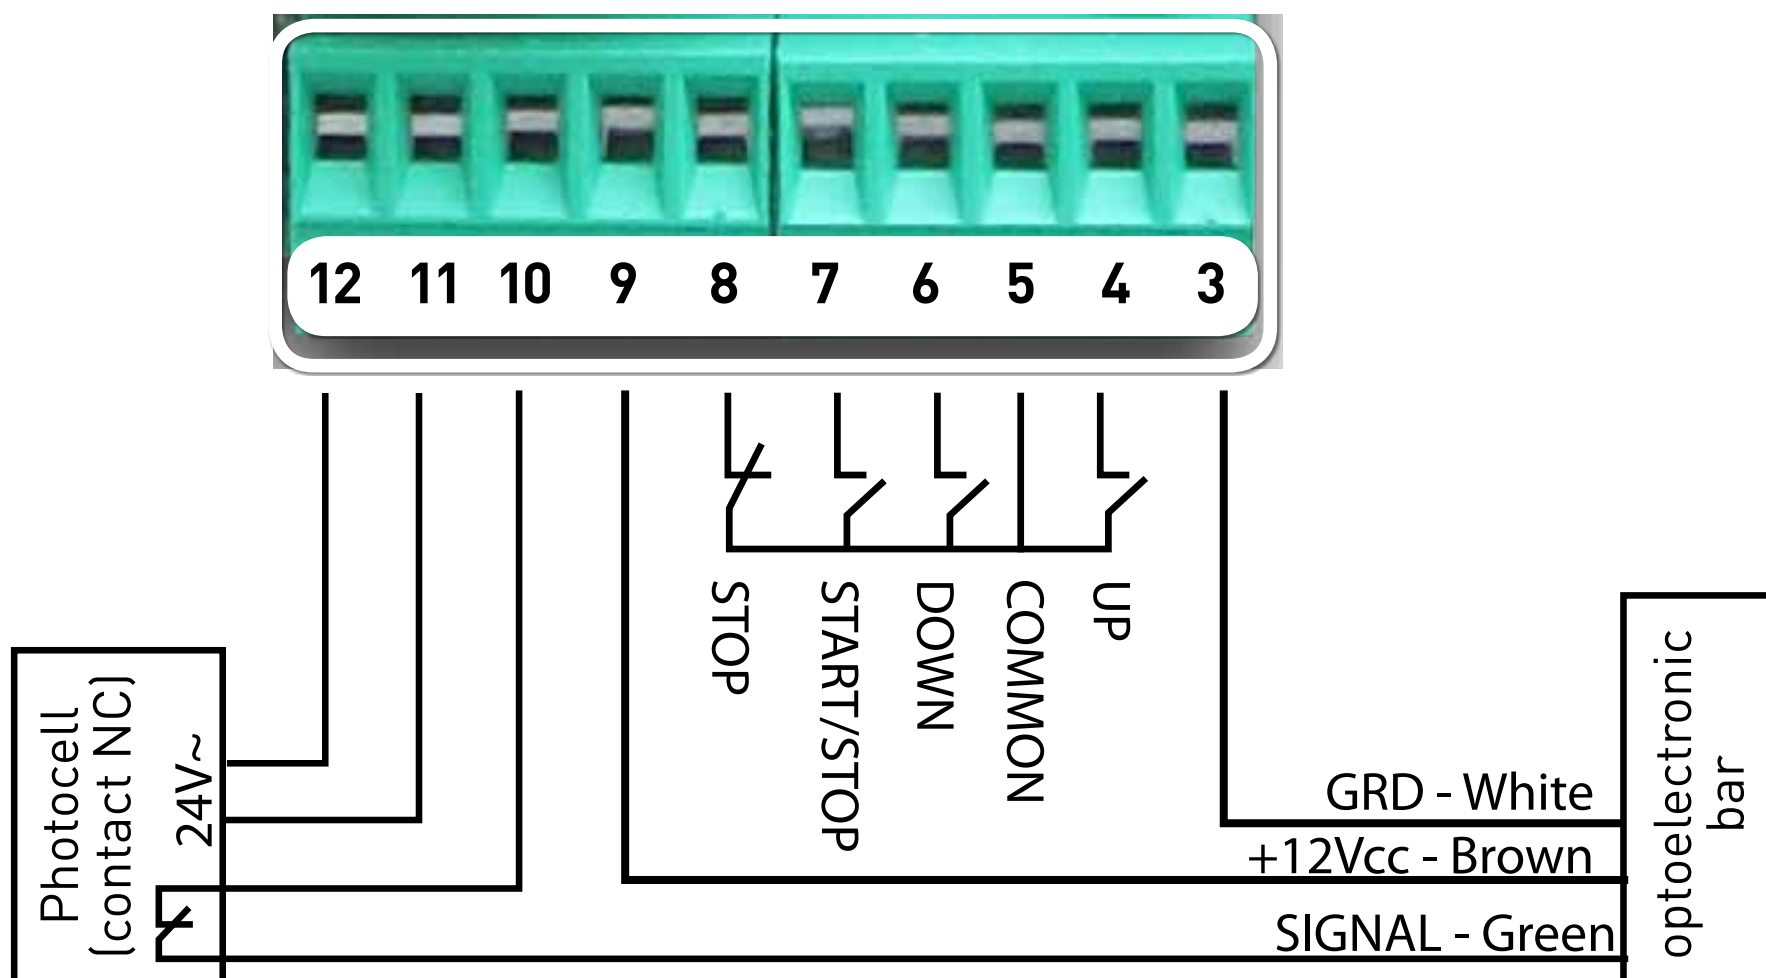 12 11 10 9 8 7 6 5 4 3
STOP
START/STOP
DOWN
COMMON
UP
Photocell
(contact NC)
24V~
GRD - White
+12Vcc - Brown
SIGNAL - Green
optoelectronic
bar